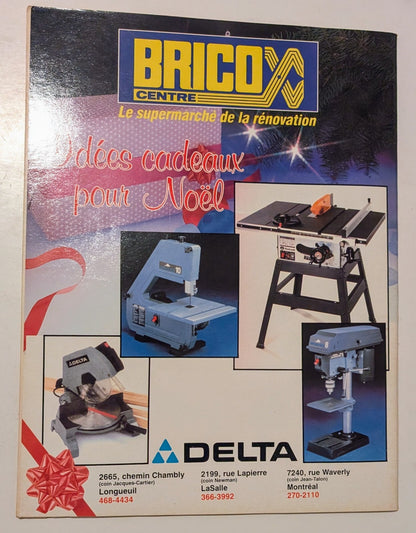 BRICO
CENTRE
Le supermarché de la rénovation
Idées cadeaux
pour Noël
10
8
DELTA
DELTA
2665, chemin Chambly
(coin Jacques-Cartier)
Longueuil
468-4434
2199, rue Lapierre
(coin Newman)
LaSalle
366-3992
7240, rue Waverly
(coin Jean-Talon)
Montréal
270-2110